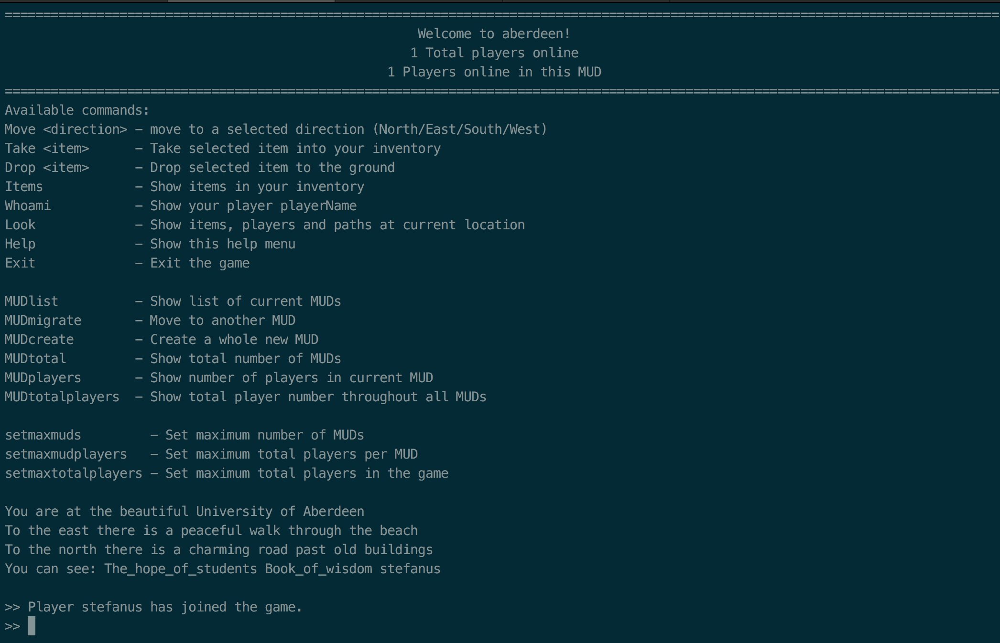 ================================================================================================================================== 
Welcome to aberdeen!
1 Total players online
1 Players online in this MUD
==================================================================================================================================
Available commands:
Move <direction> – move to a selected direction (North/East/South/West)
Take <item>      – Take selected item into your inventory
Drop <item>      – Drop selected item to the ground
Items            – Show items in your inventory
Whoami           – Show your player playerName
Look             – Show items, players and paths at current location
Help             – Show this help menu
Exit             – Exit the game
MUDlist          – Show list of current MUDs
MUDmigrate       – Move to another MUD
MUDcreate        – Create a whole new MUD
MUDtotal         – Show total number of MUDs
MUDplayers       – Show number of players in current MUD
MUDtotalplayers  – Show total player number throughout all MUDs
setmaxmuds         – Set maximum number of MUDs
setmaxmudplayers   – Set maximum total players per MUD
setmaxtotalplayers – Set maximum total players in the game
You are at the beautiful University of Aberdeen
To the east there is a peaceful walk through the beach
To the north there is a charming road past old buildings
You can see: The_hope_of_students Book_of_wisdom stefanus
>> Player stefanus has joined the game.
>>